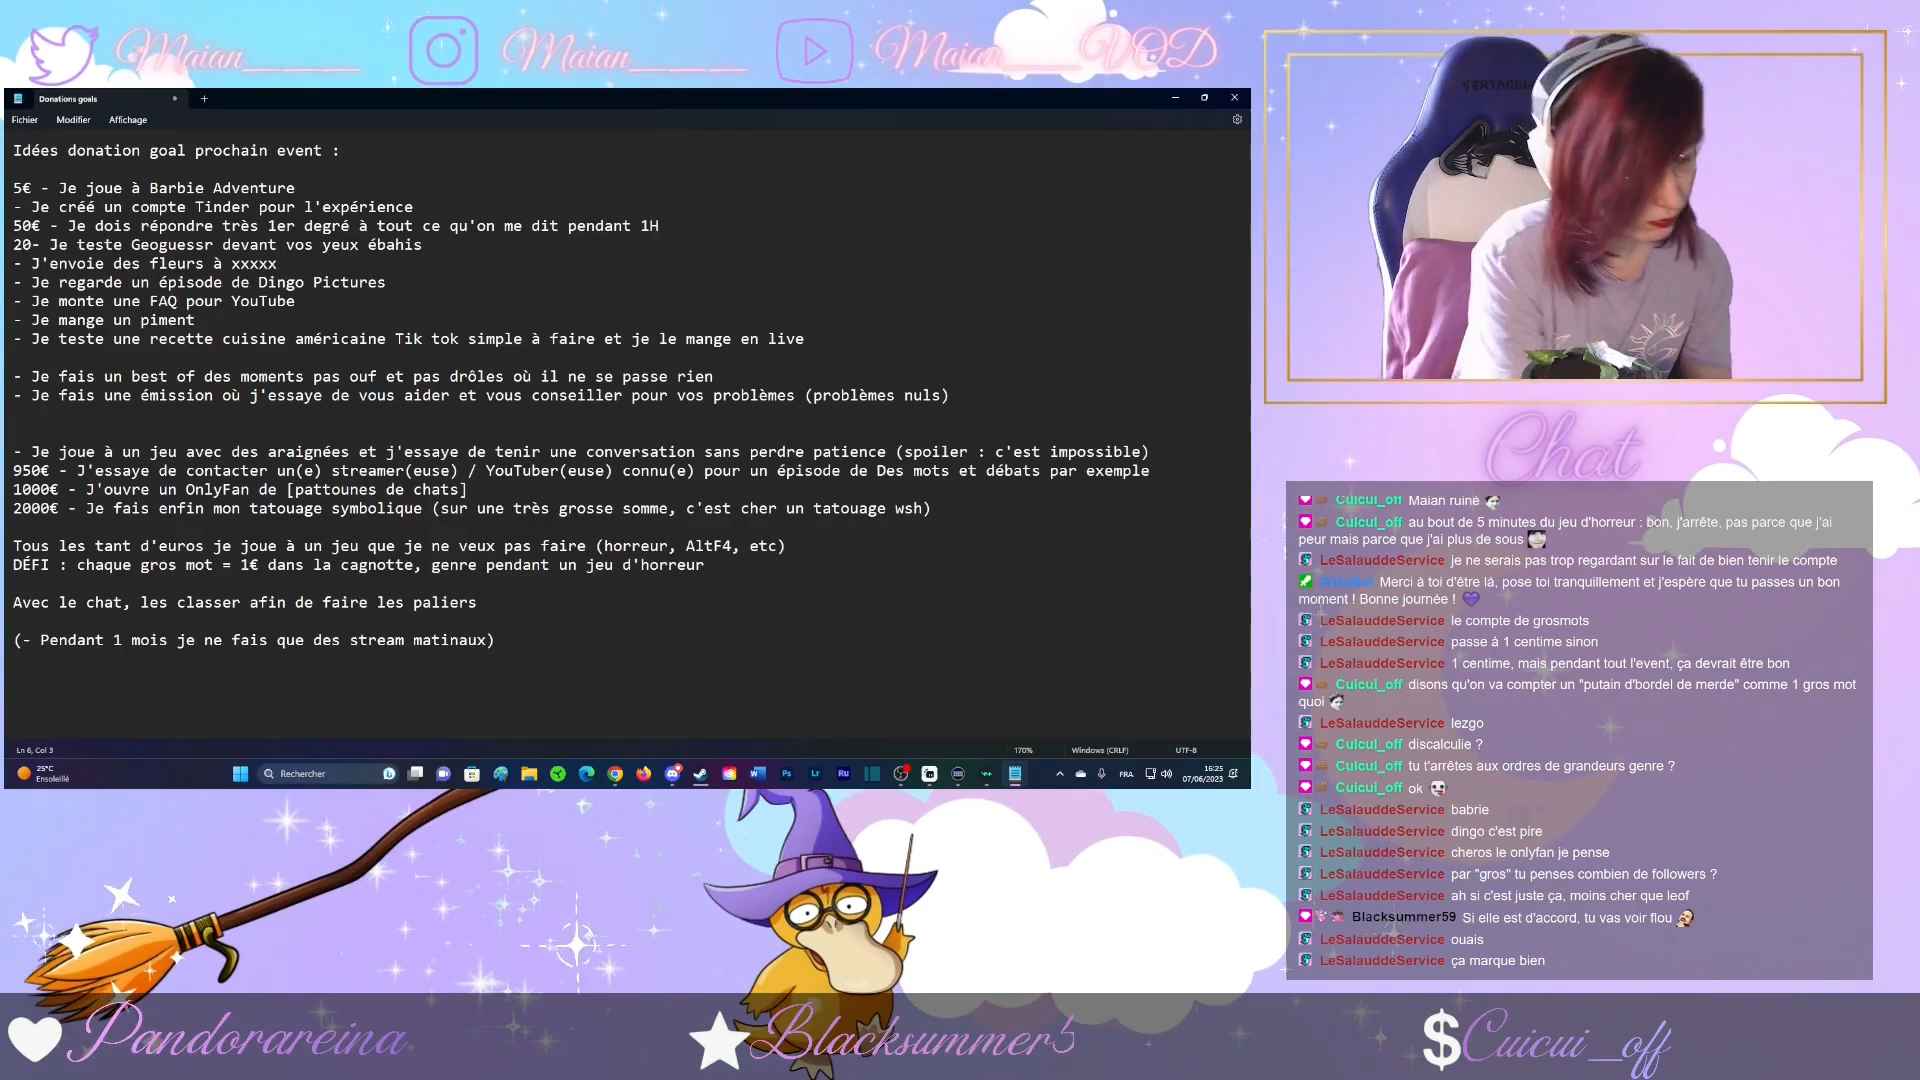 Maian____
Maian____
Maian____VOD
Donations goals
Fichier Modifier Affichage
Idées donation goal prochain event :
5€ - Je joue à Barbie Adventure
- Je créé un compte Tinder pour l'expérience
50€ - Je dois répondre très 1er degré à tout ce qu'on me dit pendant 1H
20- Je teste Geoguessr devant vos yeux ébahis
- J'envoie des fleurs à xxxxx
- Je regarde un épisode de Dingo Pictures
- Je monte une FAQ pour YouTube
- Je mange un piment
- Je teste une recette cuisine américaine Tik tok simple à faire et je le mange en live
- Je fais un best of des moments pas ouf et pas drôles où il ne se passe rien
- Je fais une émission où j'essaye de vous aider et vous conseiller pour vos problèmes (problèmes nuls)
- Je joue à un jeu avec des araignées et j'essaye de tenir une conversation sans perdre patience (spoiler : c'est impossible)
950€ - J'essaye de contacter un(e) streamer(euse) / YouTuber(euse) connu(e) pour un épisode de Des mots et débats par exemple
1000€ - J'ouvre un OnlyFan de [pattounes de chats]
2000€ - Je fais enfin mon tatouage symbolique (sur une très grosse somme, c'est cher un tatouage wsh)
Tous les tant d'euros je joue à un jeu que je ne veux pas faire (horreur, AltF4, etc)
DÉFI : chaque gros mot = 1€ dans la cagnotte, genre pendant un jeu d'horreur
Avec le chat, les classer afin de faire les paliers
(- Pendant 1 mois je ne fais que des stream matinaux)
Ln 6, Col 3 170% Windows (CRLF) UTF-8
25°C
Ensoleillé
Rechercher
FRA
16:25
07/06/2023
Chat
Cuicui_off Maian ruiné
Cuicui_off au bout de 5 minutes du jeu d'horreur : bon, j'arrête, pas parce que j'ai
peur mais parce que j'ai plus de sous
LeSalauddeService je ne serais pas trop regardant sur le fait de bien tenir le compte
Merci à toi d'être là, pose toi tranquillement et j'espère que tu passes un bon
moment ! Bonne journée !
LeSalauddeService le compte de grosmots
LeSalauddeService passe à 1 centime sinon
LeSalauddeService 1 centime, mais pendant tout l'event, ça devrait être bon
Cuicui_off disons qu'on va compter un "putain d'bordel de merde" comme 1 gros mot
quoi
LeSalauddeService lezgo
Cuicui_off discalculie ?
Cuicui_off tu t'arrêtes aux ordres de grandeurs genre ?
Cuicui_off ok
LeSalauddeService babrie
LeSalauddeService dingo c'est pire
LeSalauddeService cheros le onlyfan je pense
LeSalauddeService par "gros" tu penses combien de followers ?
LeSalauddeService ah si c'est juste ça, moins cher que leof
Blacksummer59 Si elle est d'accord, tu vas voir flou
LeSalauddeService ouais
LeSalauddeService ça marque bien
Pandorareina
Blacksummer5
$Cuicui_off